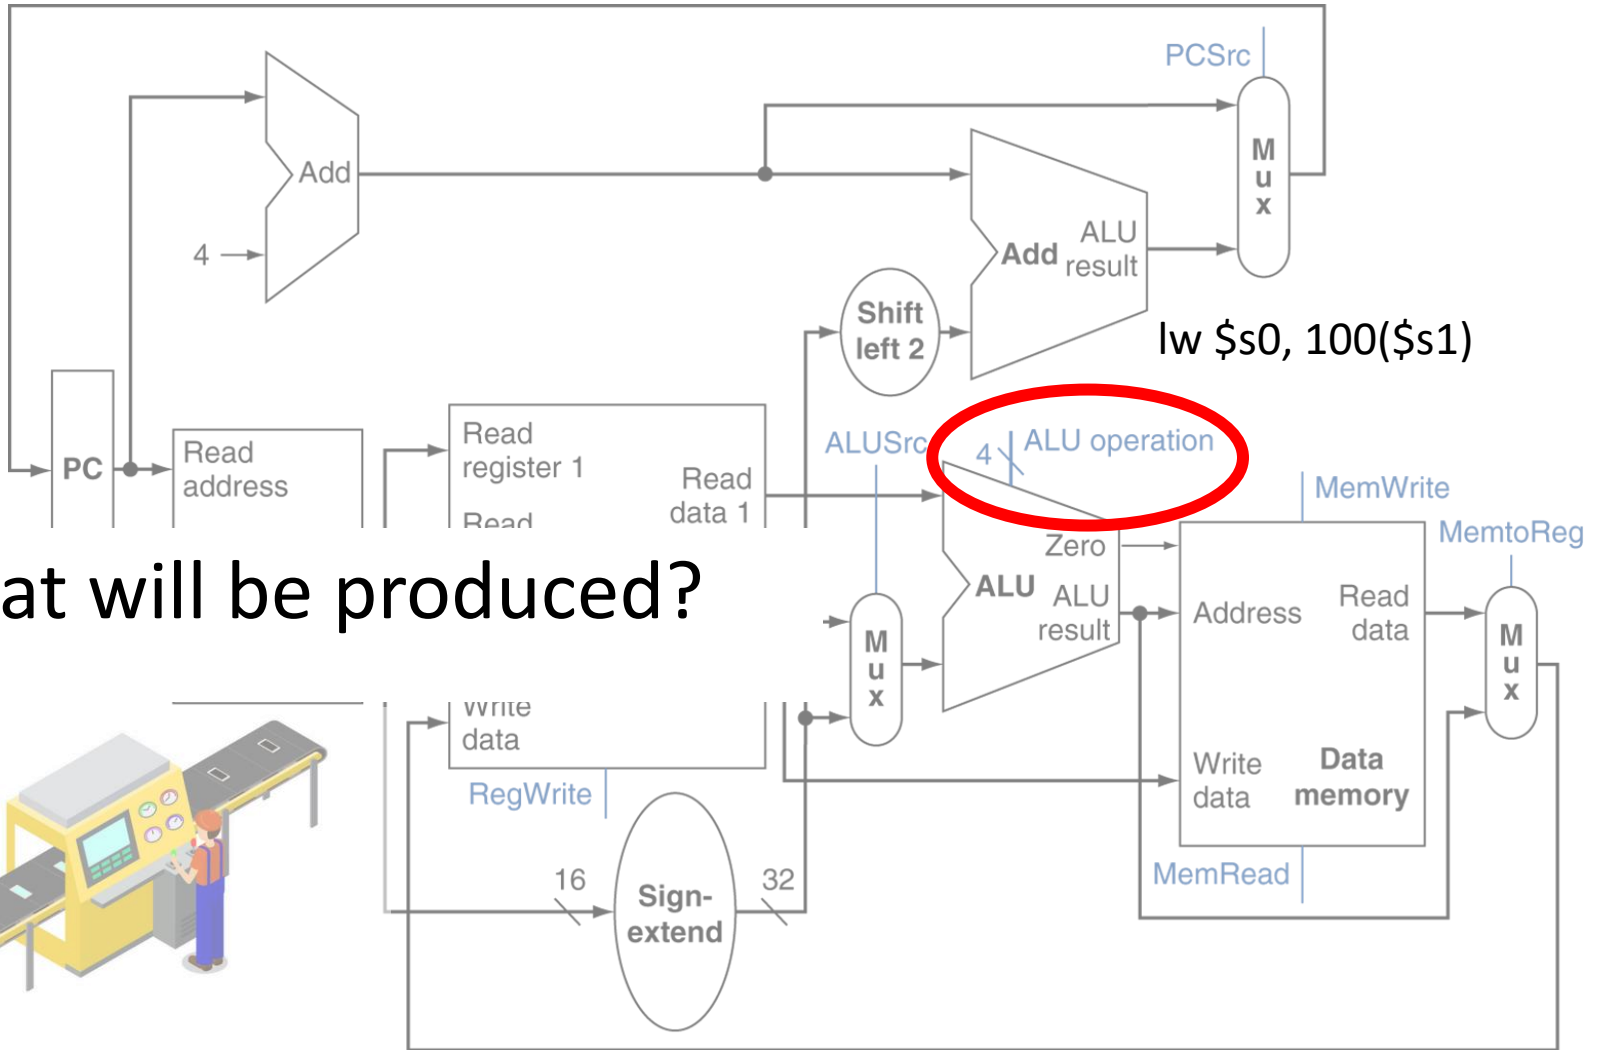 PCSrc
M
u
x
Add
4
Add
ALU
result
Shift
left 2
lw $s0, 100($s1)
PC
Read
address
Read
register 1
Read
data 1
Read
ALUSrc
4
ALU operation
MemWrite
MemtoReg
Zero
ALU
ALU
result
Address
Read
data
M
u
x
M
u
x
at will be produced?
Write
data
RegWrite
Write
data
Data
memory
MemRead
16
Sign-
extend
32